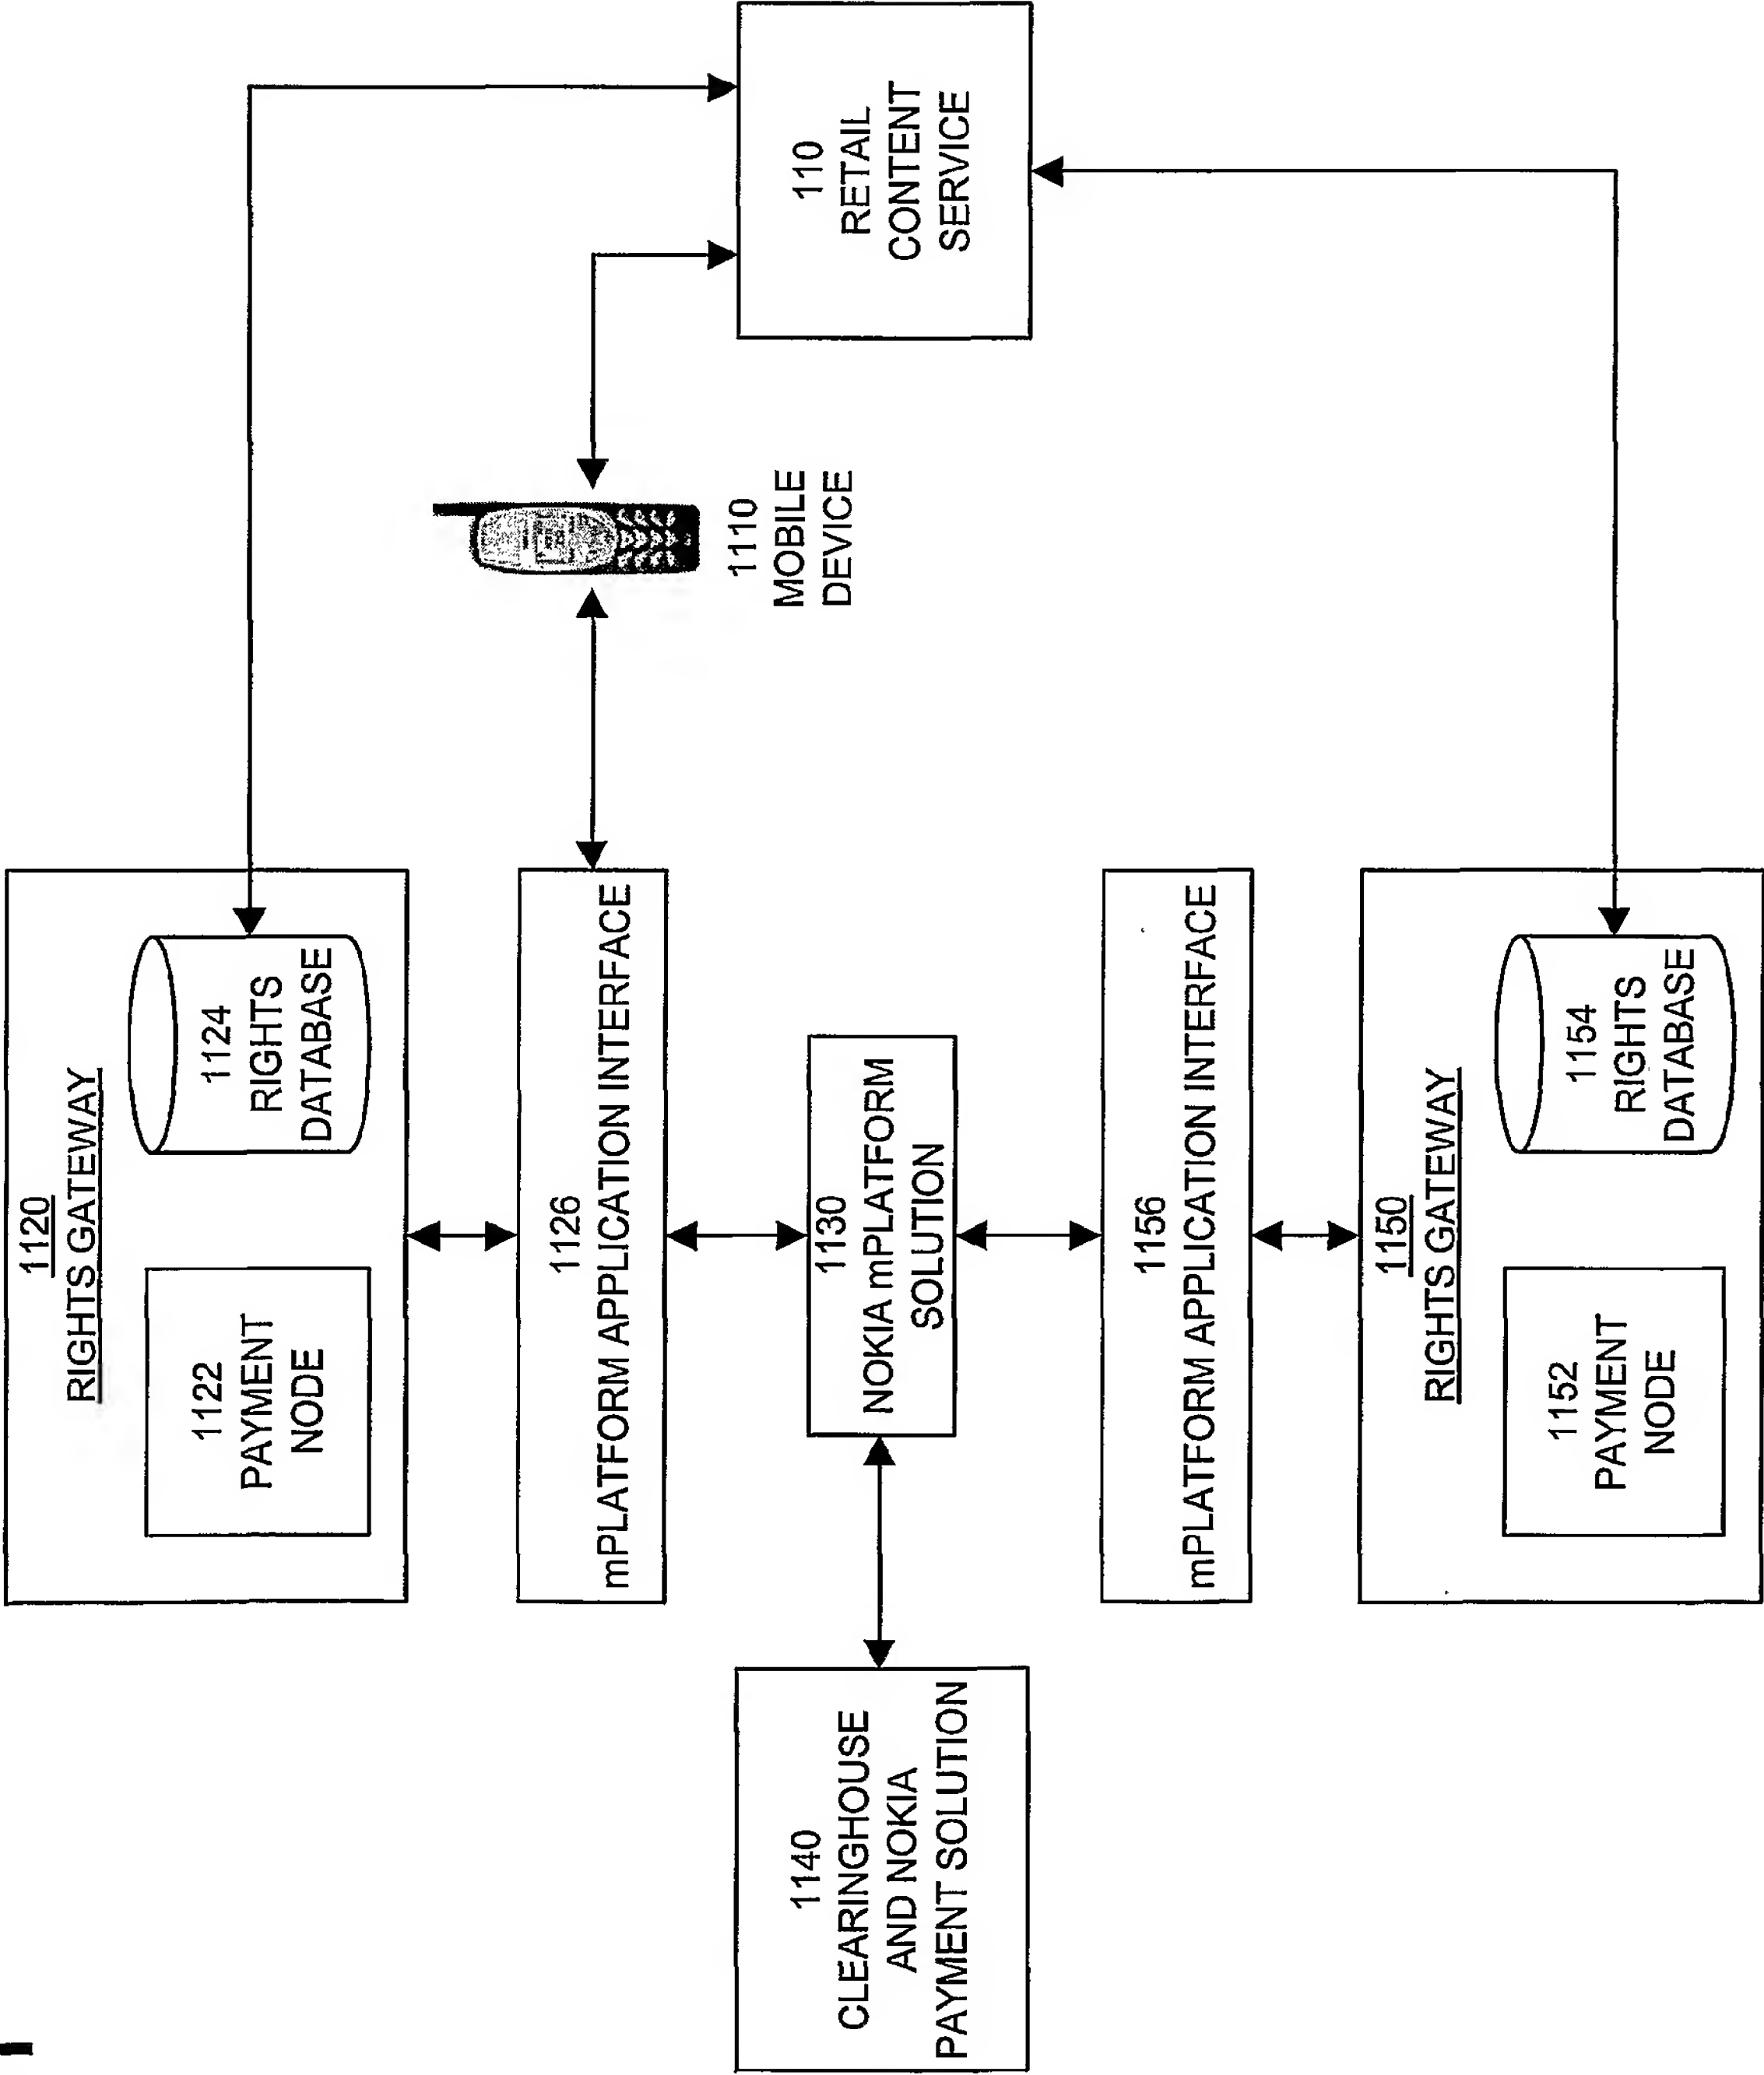 1120
RIGHTS GATEWAY
1122
PAYMENT
NODE
1124
RIGHTS
DATABASE
1126
mPLATFORM APPLICATION INTERFACE
1110
MOBILE
DEVICE
110
RETAIL
CONTENT
SERVICE
1130
NOKIA mPLATFORM
SOLUTION
1140
CLEARINGHOUSE
AND NOKIA
PAYMENT SOLUTION
1156
mPLATFORM APPLICATION INTERFACE
1150
RIGHTS GATEWAY
1152
PAYMENT
NODE
1154
RIGHTS
DATABASE